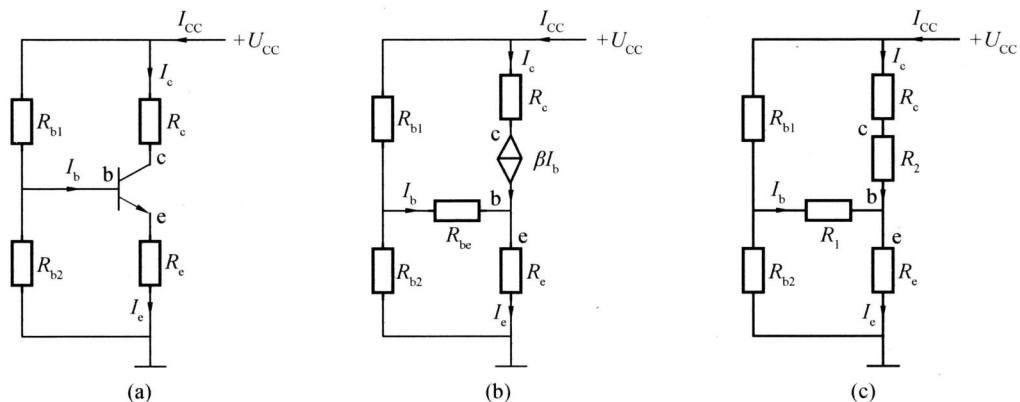 I_CC
+U_CC
I_c
R_b1
R_c
c
I_b
b
e
R_b2
R_e
I_e
(a)
I_CC
+U_CC
I_c
R_c
R_b1
c
βI_b
I_b
b
R_be
e
R_b2
R_e
I_e
(b)
I_CC
+U_CC
I_c
R_c
R_b1
c
R_2
I_b
b
R_1
e
R_b2
R_e
I_e
(c)